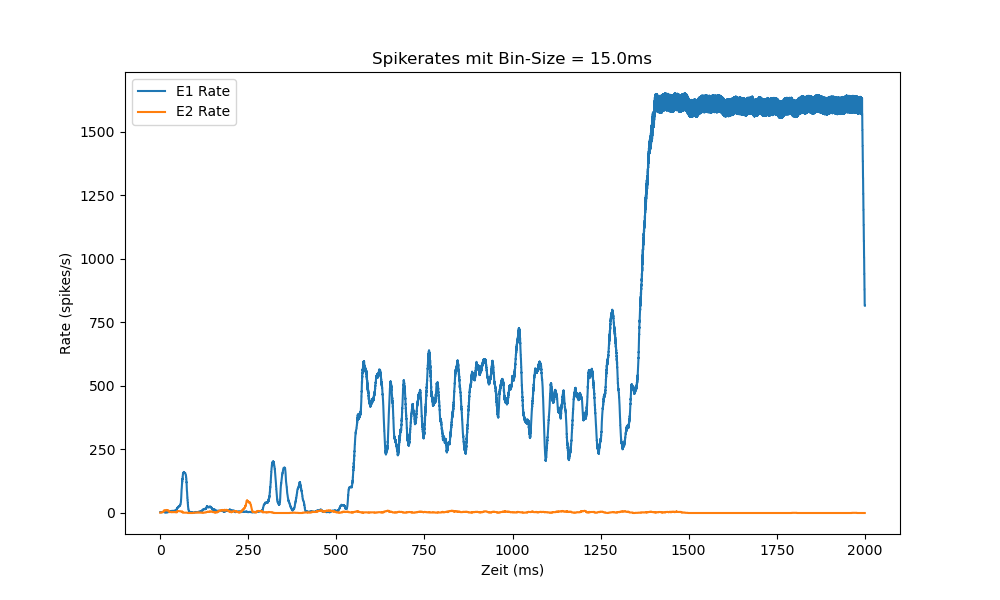 Spikerates mit Bin-Size = 15.0ms
E1 Rate
E2 Rate
1500
1250
1000
750
500
250
0
Rate (spikes/s)
0 250 500 750 1000 1250 1500 1750 2000
Zeit (ms)